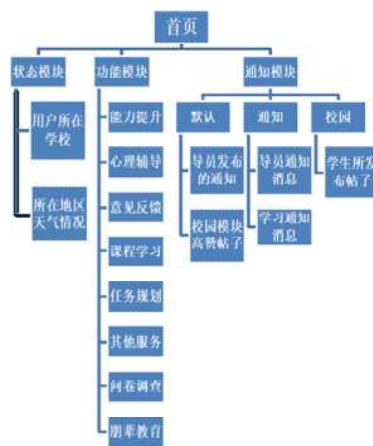 首页
状态模块
功能模块
通知模块
用户所在
学校
所在地区
天气情况
能力提升
心理辅导
意见反馈
课程学习
任务规划
其他服务
问卷调查
朋辈教育
默认
通知
校园
导员发布
的通知
校园模块
高赞帖子
导员通知
消息
学习通知
消息
学生所发
布帖子